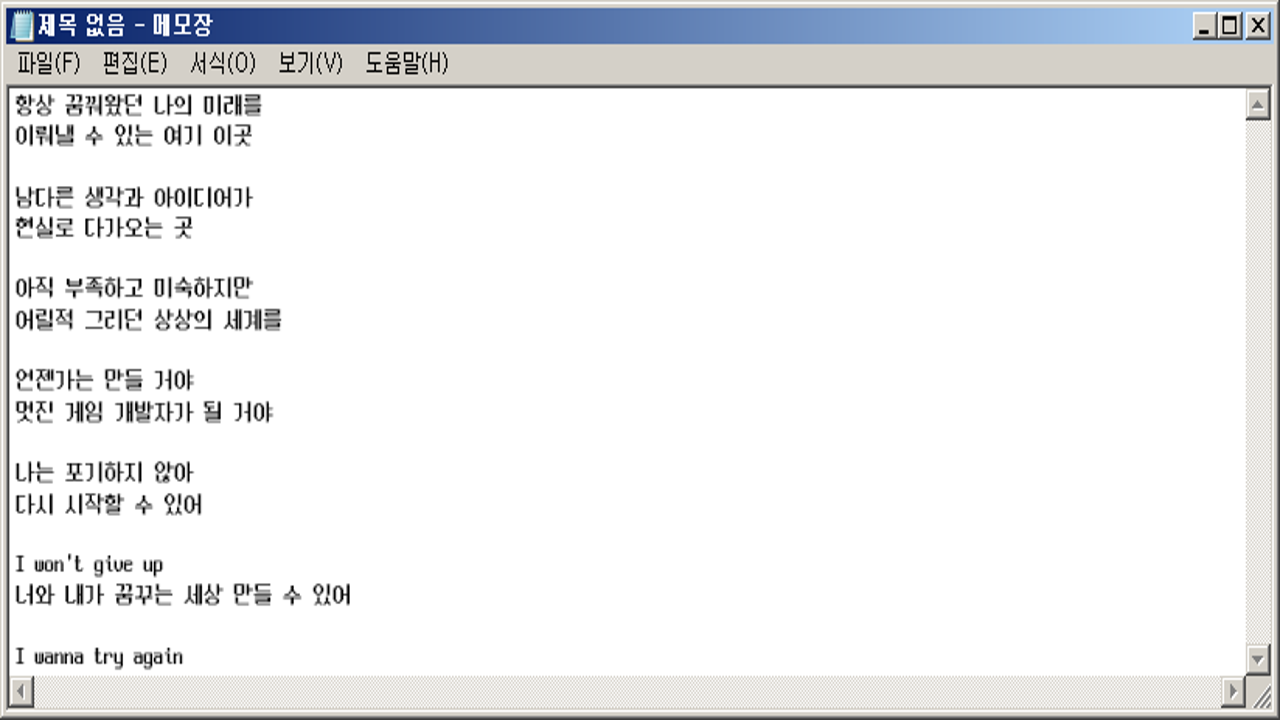 제목 없음 - 메모장
파일(F) 편집(E) 서식(O) 보기(V) 도움말(H)
항상 꿈꿔왔던 나의 미래를
이뤄낼 수 있는 여기 이곳
남다른 생각과 아이디어가
현실로 다가오는 곳
아직 부족하고 미숙하지만
어릴적 그리던 상상의 세계를
언젠가는 만들 거야
멋진 게임 개발자가 될 거야
나는 포기하지 않아
다시 시작할 수 있어
I won't give up
너와 내가 꿈꾸는 세상 만들 수 있어
I wanna try again